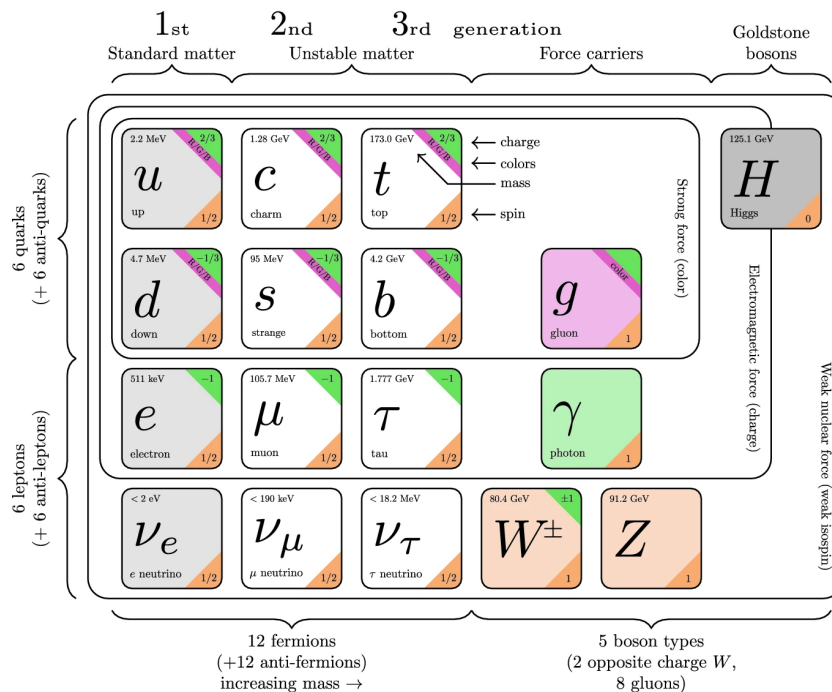 1st 2nd 3rd generation
Standard matter Unstable matter Force carriers Goldstone
bosons
6 quarks
(+ 6 anti-quarks)
6 leptons
(+ 6 anti-leptons)
2.2 MeV 2/3
R/G/B
u
up 1/2
1.28 GeV 2/3
R/G/B
c
charm 1/2
173.0 GeV 2/3
R/G/B
t
top 1/2
charge
colors
mass
spin
125.1 GeV
H
Higgs 0
4.7 MeV −1/3
R/G/B
d
down 1/2
95 MeV −1/3
R/G/B
s
strange 1/2
4.2 GeV −1/3
R/G/B
b
bottom 1/2
color
g
gluon 1
Strong force (color)
511 keV −1
e
electron 1/2
105.7 MeV −1
μ
muon 1/2
1.777 GeV −1
τ
tau 1/2
γ
photon 1
Electromagnetic force (charge)
< 2 eV
νe
e neutrino 1/2
< 190 keV
νμ
μ neutrino 1/2
< 18.2 MeV
ντ
τ neutrino 1/2
80.4 GeV ±1
W±
1
91.2 GeV
Z
1
Weak nuclear force (weak isospin)
12 fermions
(+12 anti-fermions)
increasing mass →
5 boson types
(2 opposite charge W,
8 gluons)